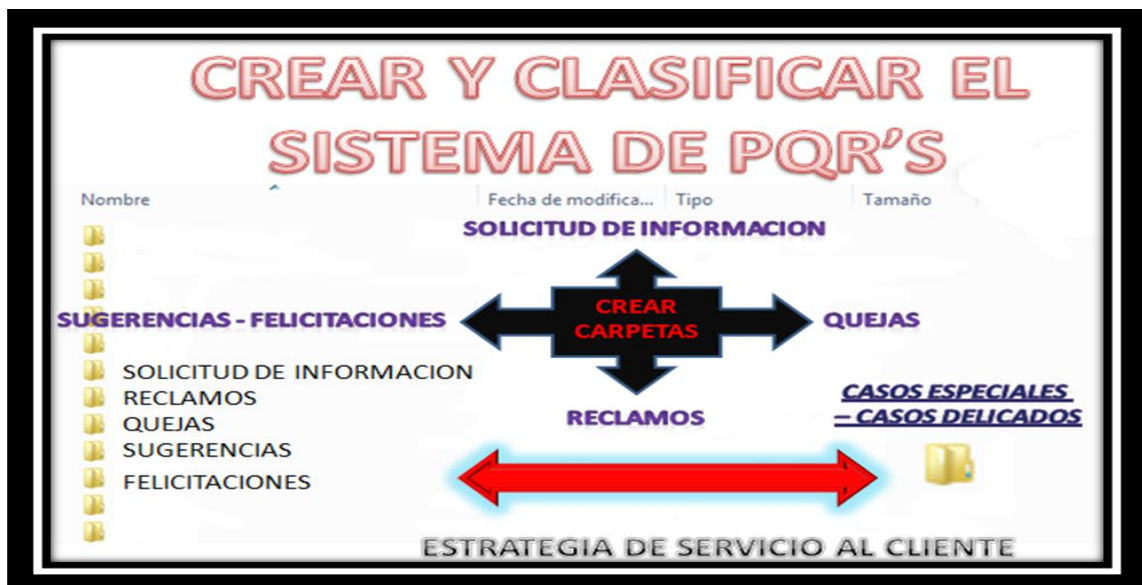 CREAR Y CLASIFICAR EL
SISTEMA DE PQR'S
Nombre
Fecha de modifica...
Tipo
Tamaño
SOLICITUD DE INFORMACION
SUGERENCIAS - FELICITACIONES
CREAR
CARPETAS
QUEJAS
RECLAMOS
SOLICITUD DE INFORMACION
RECLAMOS
QUEJAS
SUGERENCIAS
FELICITACIONES
CASOS ESPECIALES
– CASOS DELICADOS
ESTRATEGIA DE SERVICIO AL CLIENTE